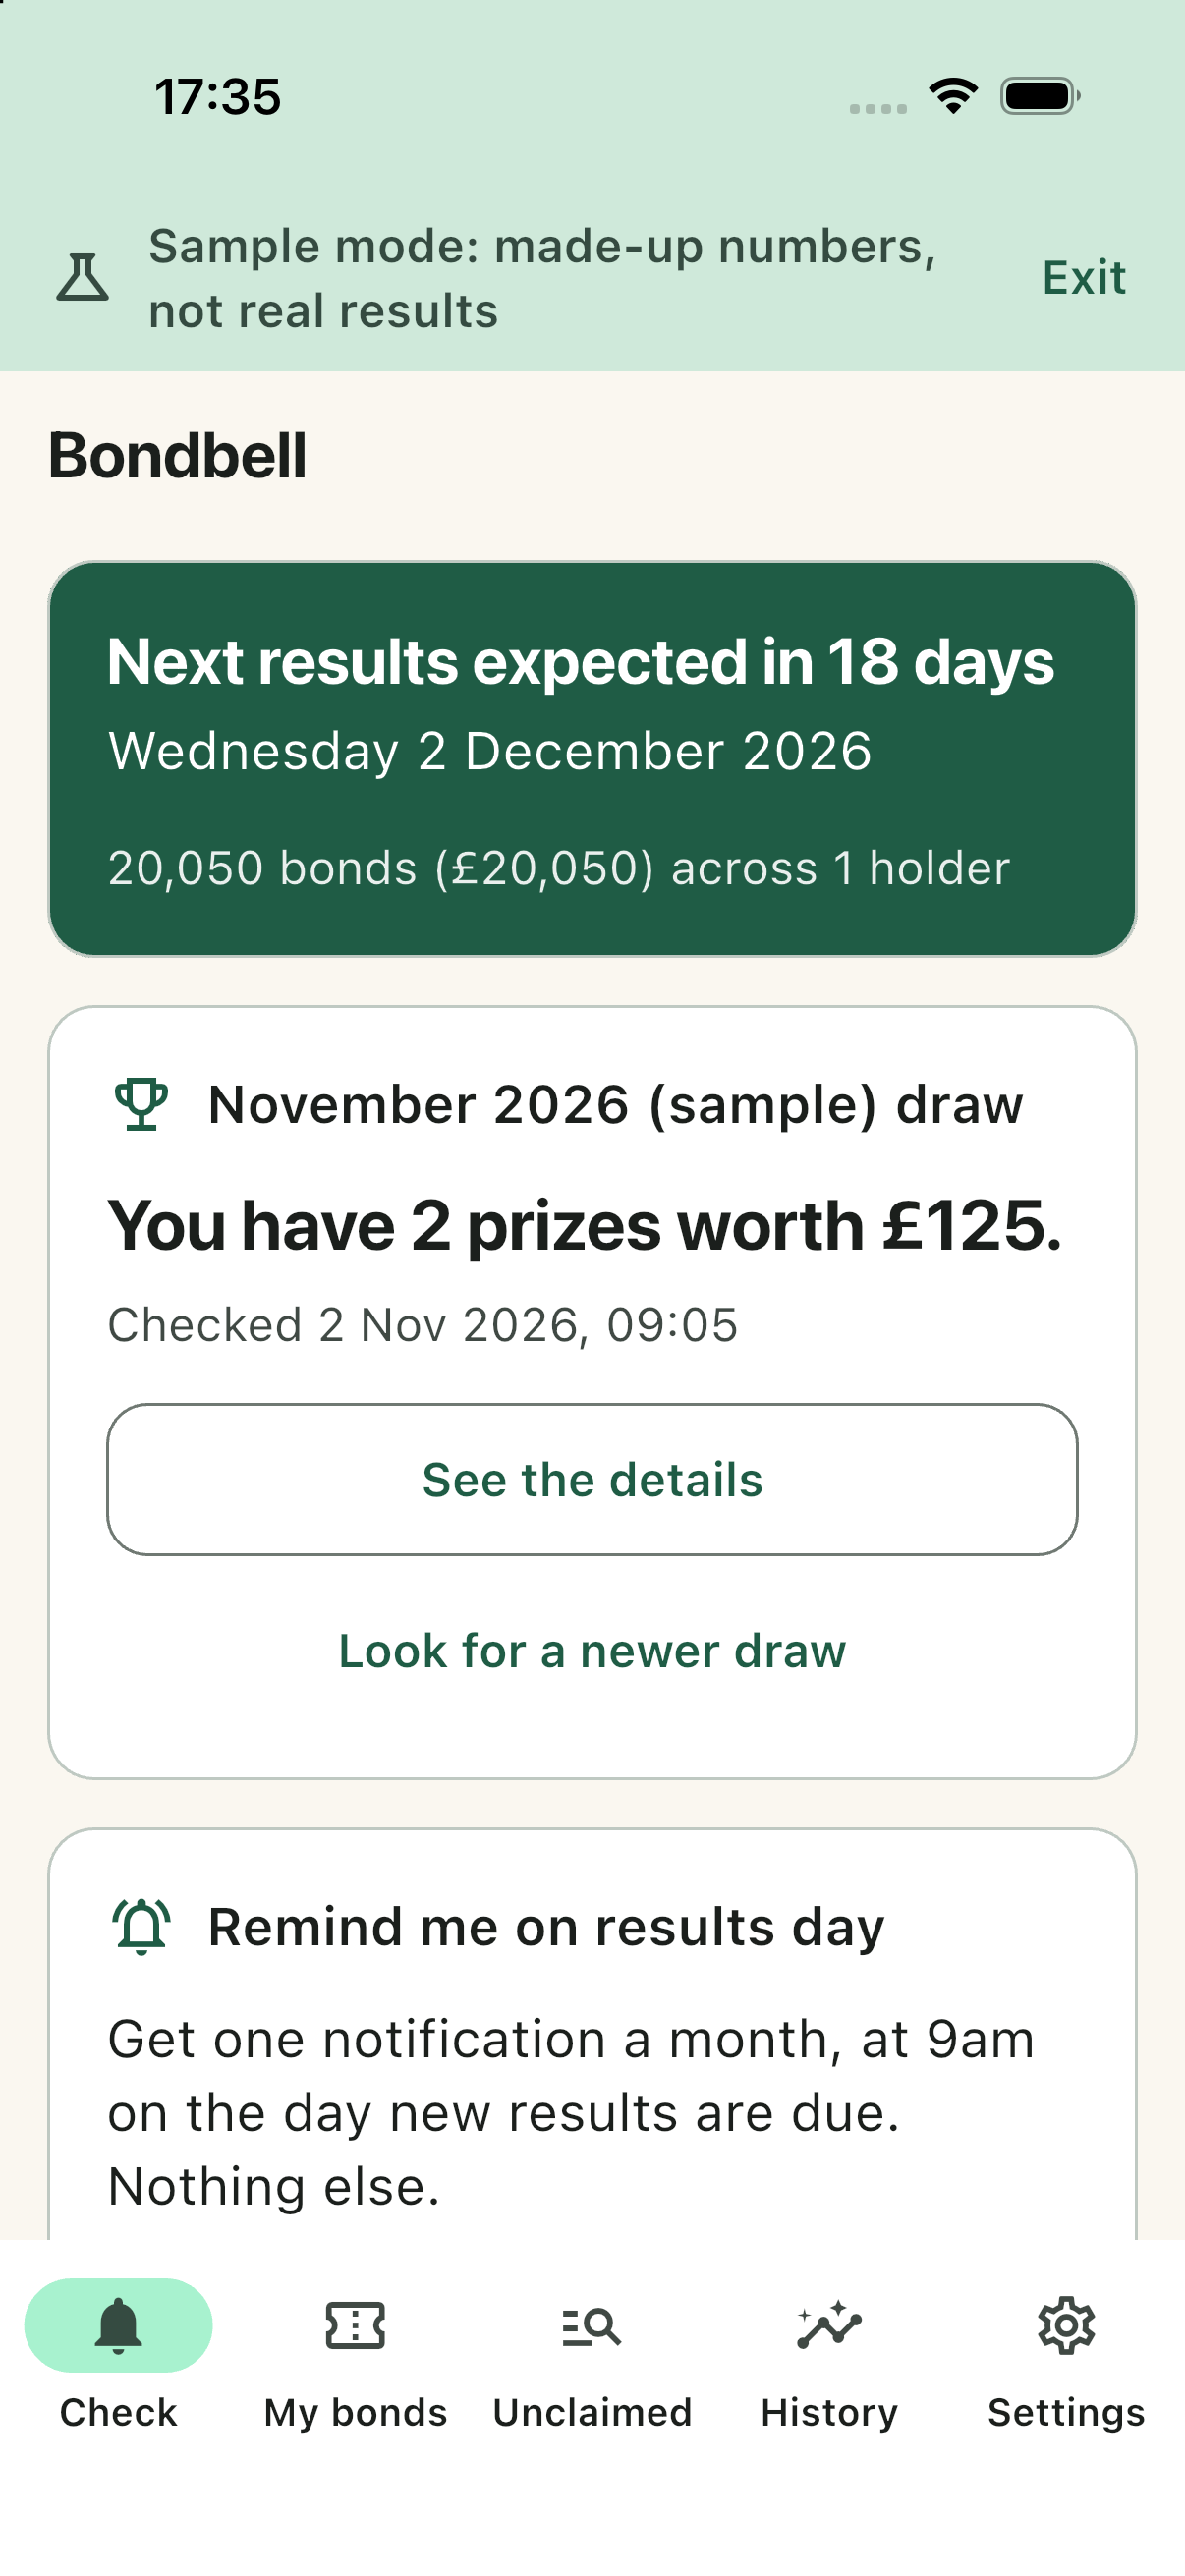 17:35
Sample mode: made-up numbers,
not real results
Exit
Bondbell
Next results expected in 18 days
Wednesday 2 December 2026
20,050 bonds (£20,050) across 1 holder
November 2026 (sample) draw
You have 2 prizes worth £125.
Checked 2 Nov 2026, 09:05
See the details
Look for a newer draw
Remind me on results day
Get one notification a month, at 9am
on the day new results are due.
Nothing else.
Check
My bonds
Unclaimed
History
Settings